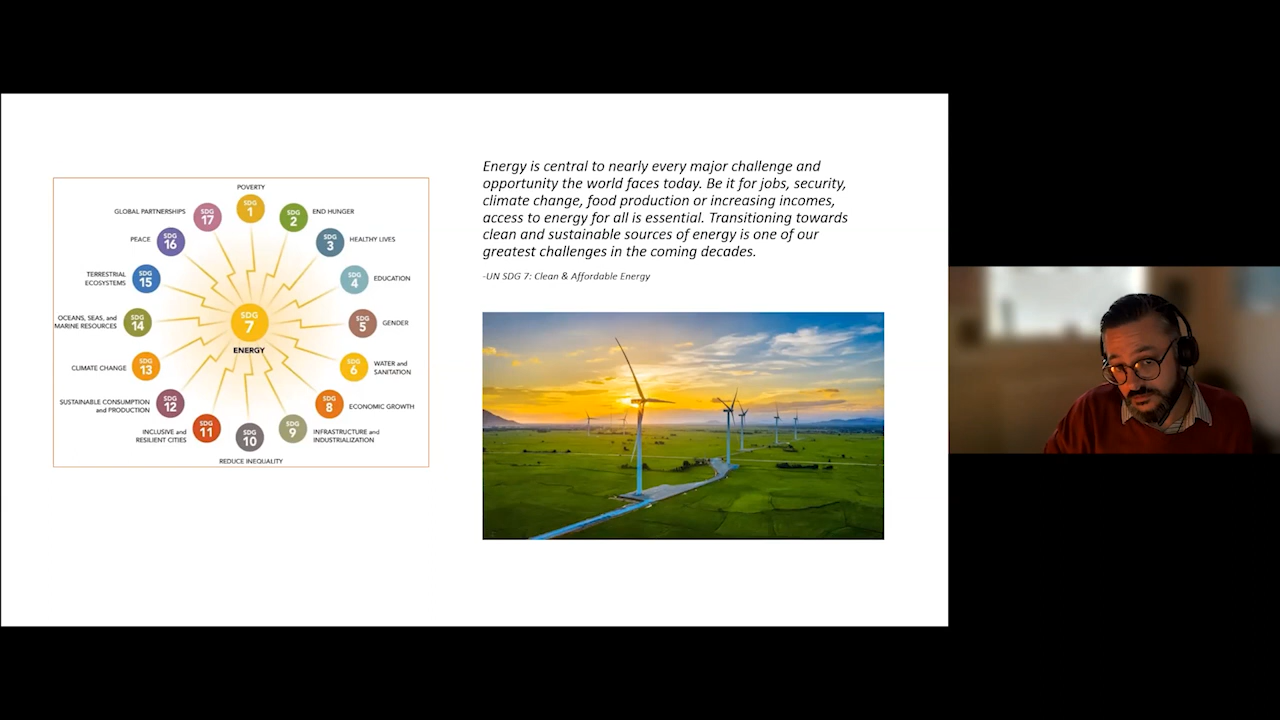 POVERTY
SDG
1
SDG
2
END HUNGER
SDG
3
HEALTHY LIVES
SDG
4
EDUCATION
SDG
5
GENDER
SDG
6
WATER and
SANITATION
SDG
8
ECONOMIC GROWTH
SDG
9
INFRASTRUCTURE and
INDUSTRIALIZATION
SDG
10
REDUCE INEQUALITY
SDG
11
INCLUSIVE and
RESILIENT CITIES
SDG
12
SUSTAINABLE CONSUMPTION
and PRODUCTION
SDG
13
CLIMATE CHANGE
SDG
14
OCEANS, SEAS, and
MARINE RESOURCES
SDG
15
TERRESTRIAL
ECOSYSTEMS
SDG
16
PEACE
SDG
17
GLOBAL PARTNERSHIPS
SDG
7
ENERGY
Energy is central to nearly every major challenge and
opportunity the world faces today. Be it for jobs, security,
climate change, food production or increasing incomes,
access to energy for all is essential. Transitioning towards
clean and sustainable sources of energy is one of our
greatest challenges in the coming decades.
-UN SDG 7: Clean & Affordable Energy